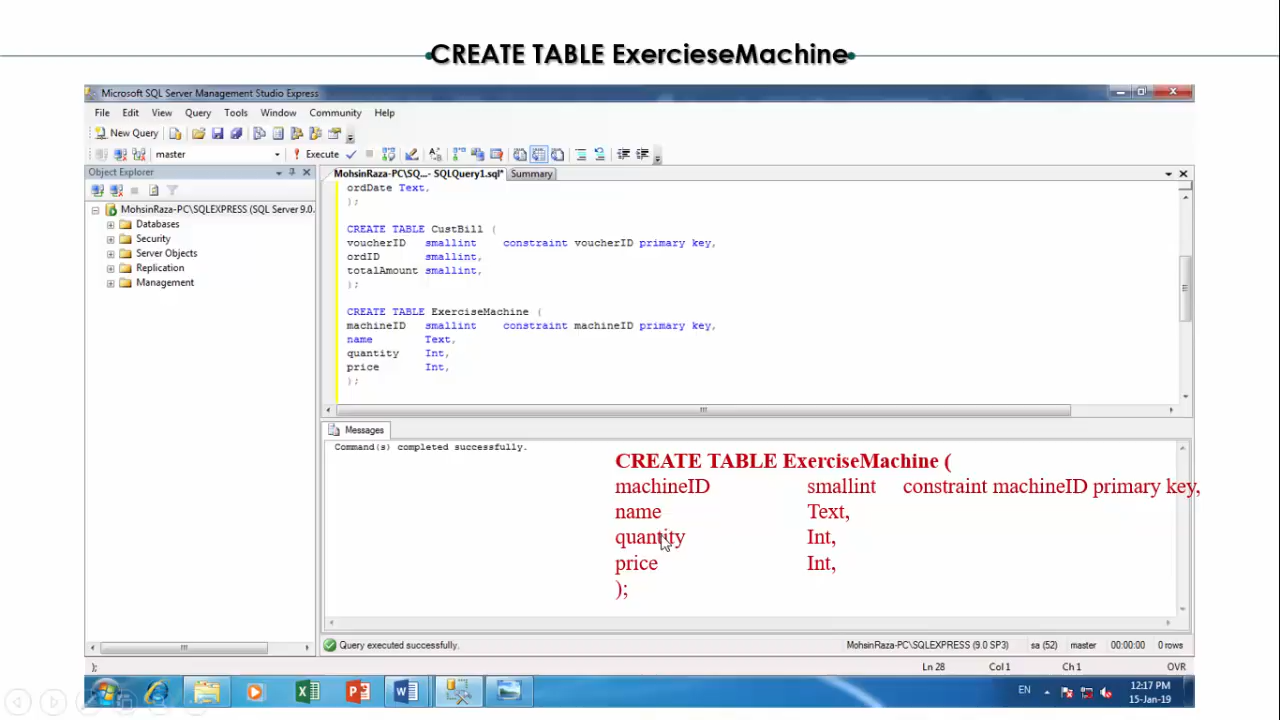 CREATE TABLE ExercieseMachine
Microsoft SQL Server Management Studio Express
File Edit View Query Tools Window Community Help
New Query
master Execute
Object Explorer
MohsinRaza-PC\SQLEXPRESS (SQL Server 9.0.
Databases
Security
Server Objects
Replication
Management
MohsinRaza-PC\SQ...- SQLQuery1.sql* Summary
ordDate Text,
);
CREATE TABLE CustBill (
voucherID smallint constraint voucherID primary key,
ordID smallint,
totalAmount smallint,
);
CREATE TABLE ExerciseMachine (
machineID smallint constraint machineID primary key,
name Text,
quantity Int,
price Int,
);
Messages
Command(s) completed successfully.
CREATE TABLE ExerciseMachine (
machineID smallint constraint machineID primary key,
name Text,
quantity Int,
price Int,
);
Query executed successfully. MohsinRaza-PC\SQLEXPRESS (9.0 SP3) sa (52) master 00:00:00 0 rows
); Ln 28 Col 1 Ch 1 OVR
EN 12:17 PM
15-Jan-19